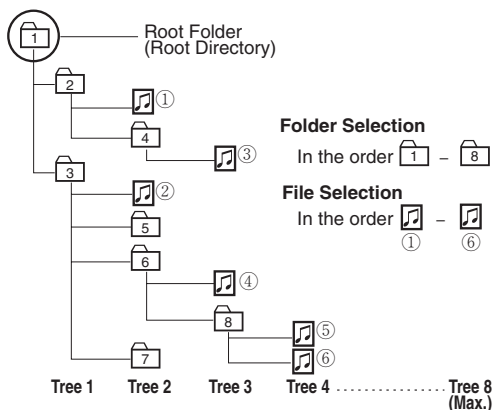 1
Root Folder
(Root Directory)
2
①
4
③
3
②
5
6
④
8
⑤
⑥
7
Folder Selection
In the order 1 – 8
File Selection
In the order –
① ⑥
Tree 1 Tree 2 Tree 3 Tree 4 . . . . . . . . . . . . . . Tree 8
(Max.)